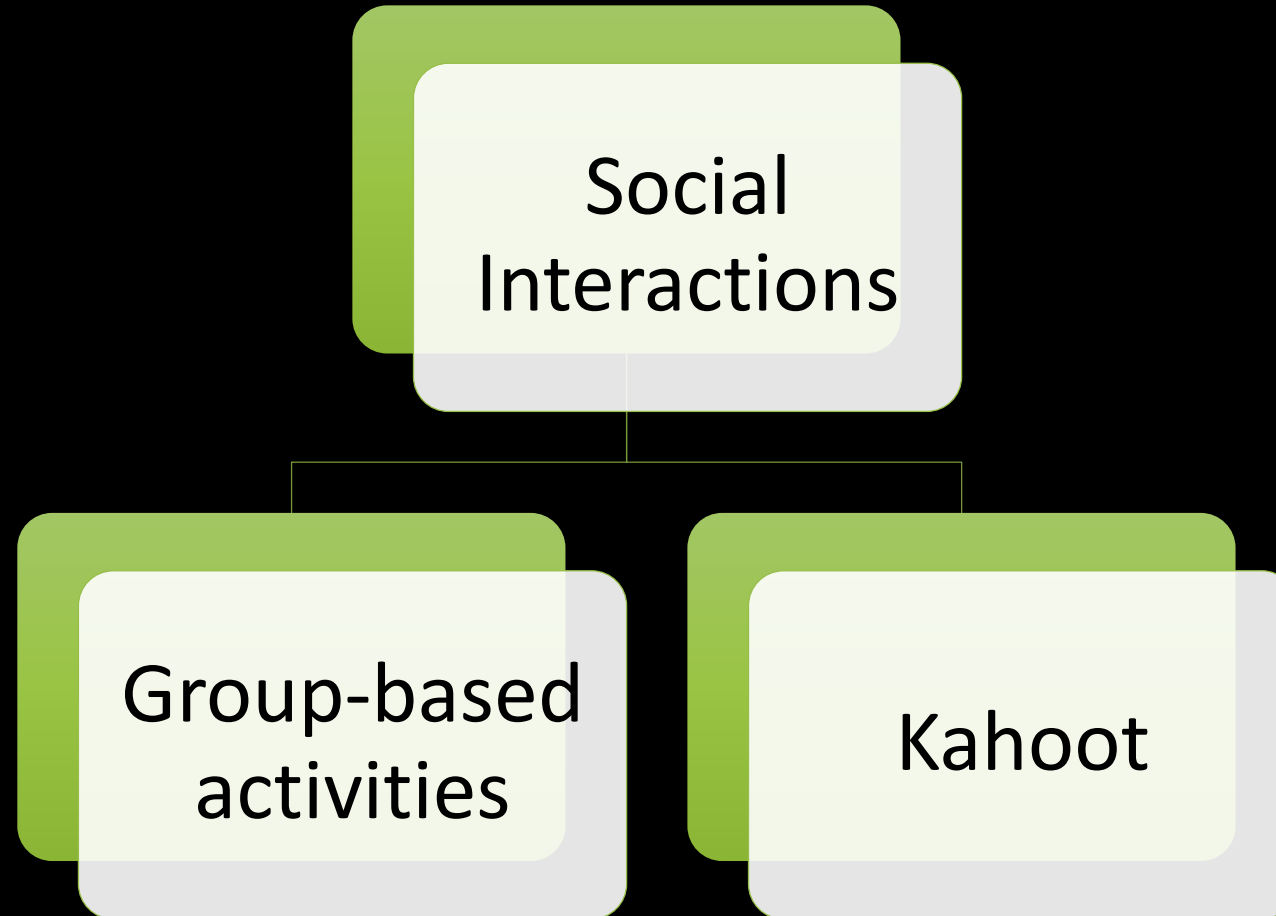 Social
Interactions
Group-based
activities
Kahoot